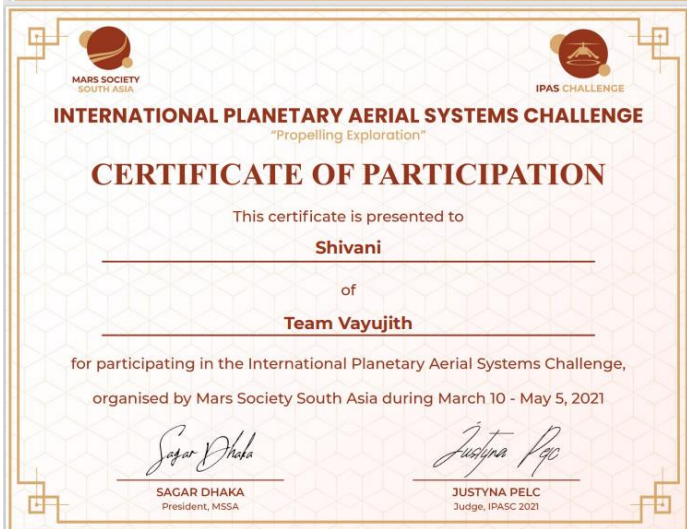 MARS SOCIETY
SOUTH ASIA
IPAS CHALLENGE
INTERNATIONAL PLANETARY AERIAL SYSTEMS CHALLENGE
"Propelling Exploration"
CERTIFICATE OF PARTICIPATION
This certificate is presented to
Shivani
of
Team Vayujith
for participating in the International Planetary Aerial Systems Challenge,
organised by Mars Society South Asia during March 10 - May 5, 2021
Sagar Dhaka
Justyna Pelc
SAGAR DHAKA
President, MSSA
JUSTYNA PELC
Judge, IPASC 2021